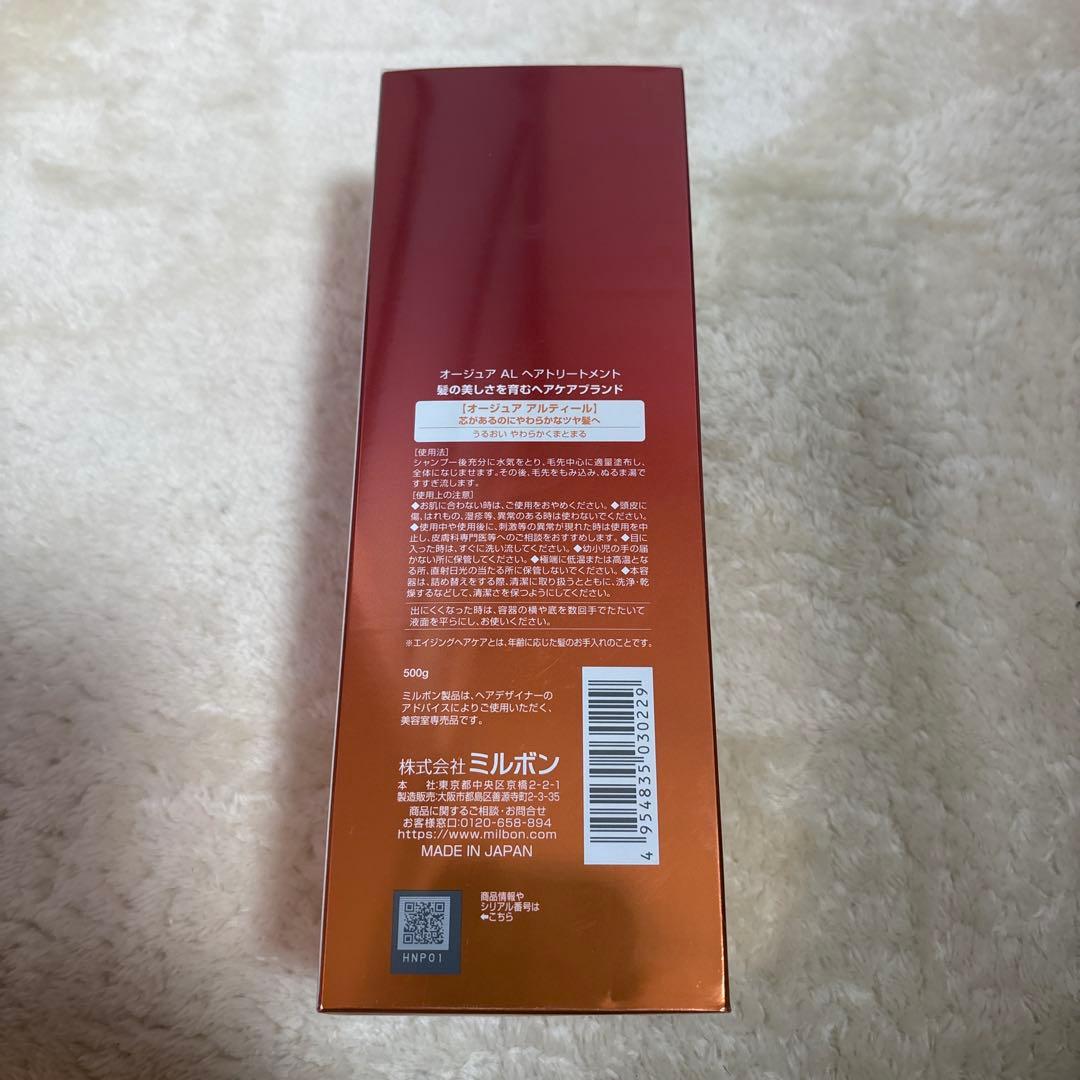 オージュア AL ヘアトリートメント
髪の美しさを育むヘアケアブランド
【オージュア アルティール】
芯があるのにやわらかなツヤ髪へ
うるおい やわらかくまとまる
[使用法]
シャンプー後充分に水気をとり、毛先中心に適量塗布し、
全体になじませます。その後、毛先をもみ込み、ぬるま湯で
すすぎ流します。
[使用上の注意]
◆お肌に合わない時は、ご使用をおやめください。◆頭皮に
傷、はれもの、湿疹等、異常のある時は使わないでください。
◆使用中や使用後に、刺激等の異常が現れた時は使用を中
止し、皮膚科専門医等へのご相談をおすすめします。◆目に
入った時は、すぐに洗い流してください。◆幼小児の手の届
かない所に保管してください。◆極端に低温または高温とな
る所、直射日光の当たる所に保管しないでください。◆本容
器は、詰め替えをする際、清潔に取り扱うとともに、洗浄・乾
燥するなどして、清潔さを保つようにしてください。
出にくくなった時は、容器の横や底を数回手でたたいて
液面を平らにし、お使いください。
※エイジングヘアケアとは、年齢に応じた髪のお手入れのことです。
500g
ミルボン製品は、ヘアデザイナーの
アドバイスによりご使用いただく、
美容室専売品です。
株式会社 ミルボン
本 社:東京都中央区京橋2-2-1
製造販売:大阪市都島区善源寺町2-3-35
商品に関するご相談・お問合せ
お客様窓口:0120-658-894
https://www.milbon.com
MADE IN JAPAN
4 954835 030229
商品情報や
シリアル番号は
⬅こちら
HNP01